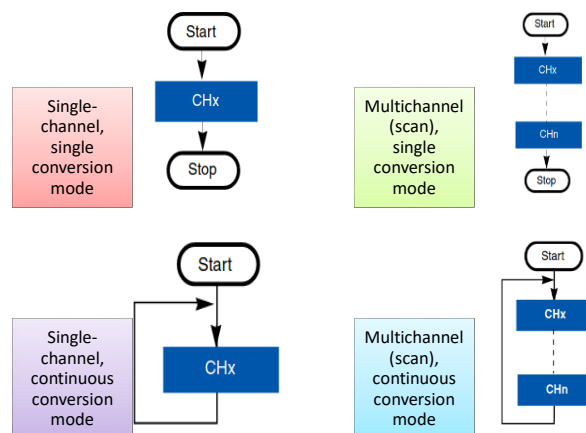 Single-
channel,
single
conversion
mode
Start
CHx
Stop
Multichannel
(scan),
single
conversion
mode
Start
CHx
CHn
Stop
Single-
channel,
continuous
conversion
mode
Start
CHx
Multichannel
(scan),
continuous
conversion
mode
Start
CHx
CHn